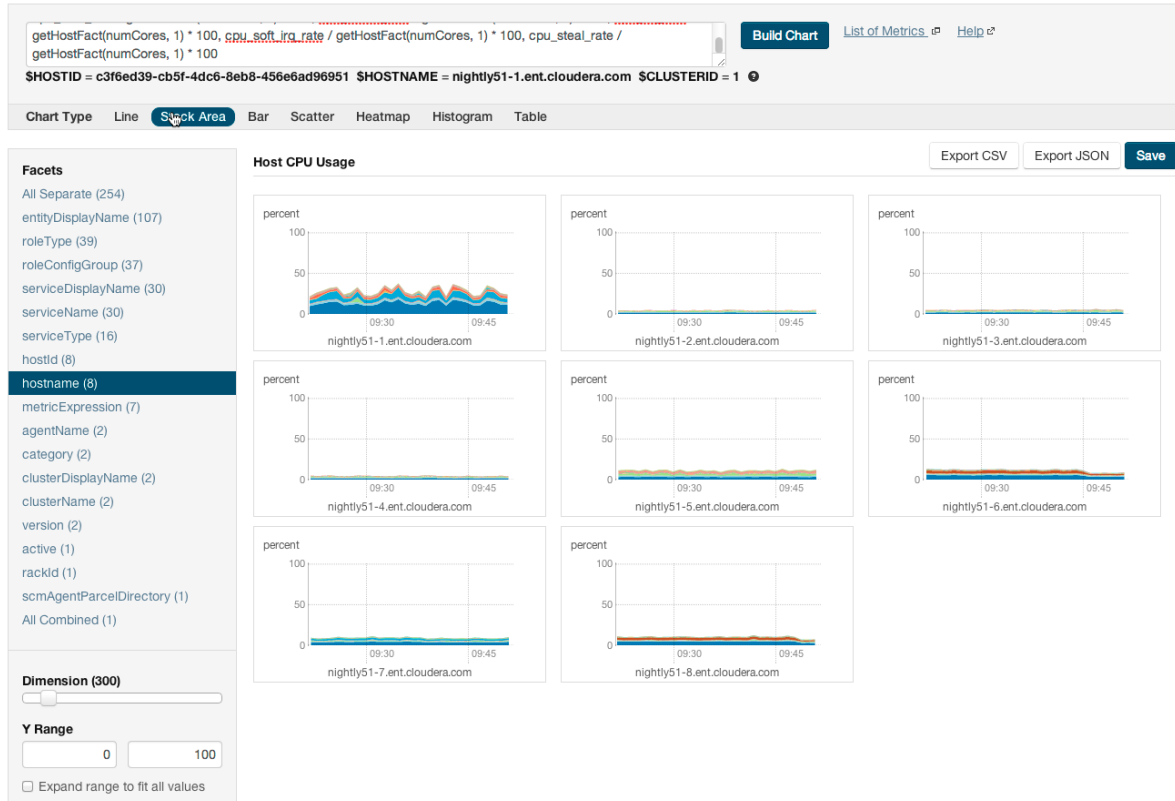 getHostFact(numCores, 1) * 100, cpu_soft_irq_rate / getHostFact(numCores, 1) * 100, cpu_steal_rate /
getHostFact(numCores, 1) * 100
Build Chart
List of Metrics
Help
$HOSTID = c3f6ed39-cb5f-4dc6-8eb8-456e6ad96951 $HOSTNAME = nightly51-1.ent.cloudera.com $CLUSTERID = 1
Chart Type Line Stack Area Bar Scatter Heatmap Histogram Table
Facets
All Separate (254)
entityDisplayName (107)
roleType (39)
roleConfigGroup (37)
serviceDisplayName (30)
serviceName (30)
serviceType (16)
hostId (8)
hostname (8)
metricExpression (7)
agentName (2)
category (2)
clusterDisplayName (2)
clusterName (2)
version (2)
active (1)
rackId (1)
scmAgentParcelDirectory (1)
All Combined (1)
Dimension (300)
Y Range
0 100
Expand range to fit all values
Host CPU Usage
Export CSV Export JSON Save
percent
100
50
0
09:30 09:45
nightly51-1.ent.cloudera.com
percent
100
50
0
09:30 09:45
nightly51-2.ent.cloudera.com
percent
100
50
0
09:30 09:45
nightly51-3.ent.cloudera.com
percent
100
50
0
09:30 09:45
nightly51-4.ent.cloudera.com
percent
100
50
0
09:30 09:45
nightly51-5.ent.cloudera.com
percent
100
50
0
09:30 09:45
nightly51-6.ent.cloudera.com
percent
100
50
0
09:30 09:45
nightly51-7.ent.cloudera.com
percent
100
50
0
09:30 09:45
nightly51-8.ent.cloudera.com